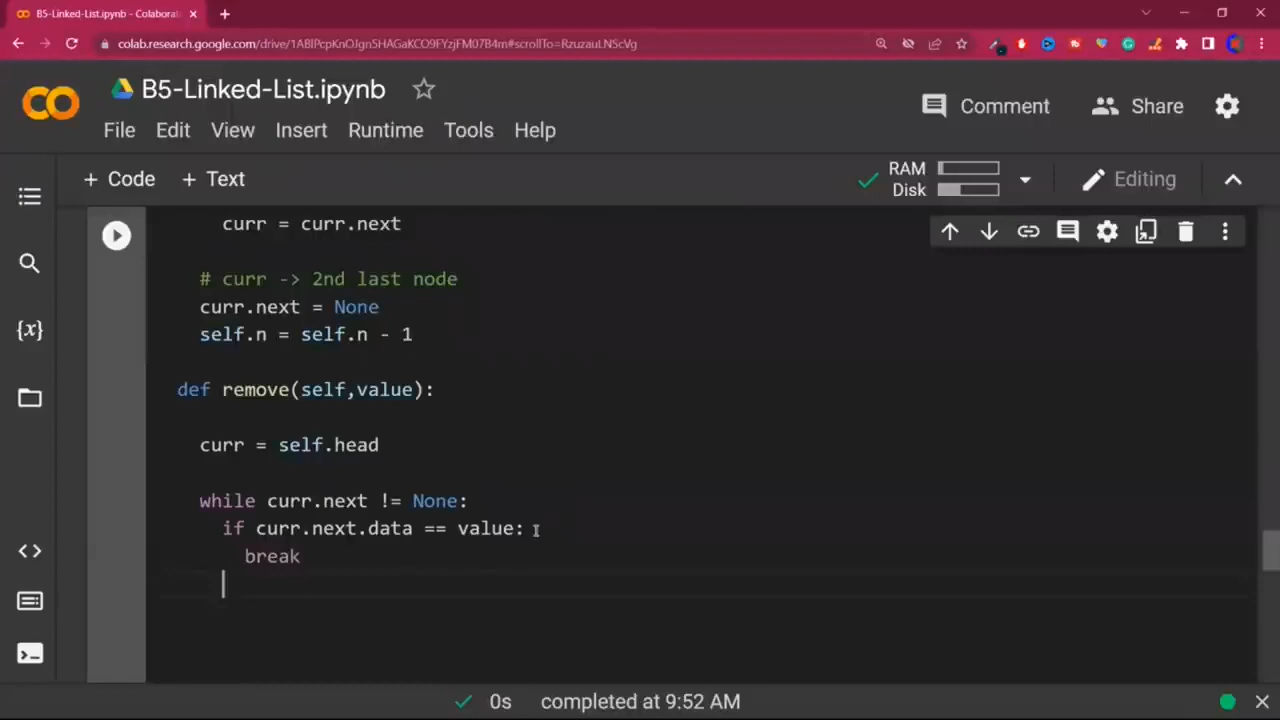 B5-Linked-List.ipynb - Colaborat
colab.research.google.com/drive/1ABlPcpKnOJgn5HAGaKCO9FYzjFM07B4m#scrollTo=RzuzauLNScVg
B5-Linked-List.ipynb
Comment
Share
File Edit View Insert Runtime Tools Help
+ Code + Text
RAM
Disk
Editing
curr = curr.next
# curr -> 2nd last node
curr.next = None
self.n = self.n - 1
def remove(self,value):
curr = self.head
while curr.next != None:
if curr.next.data == value:
break
{x}
0s completed at 9:52 AM